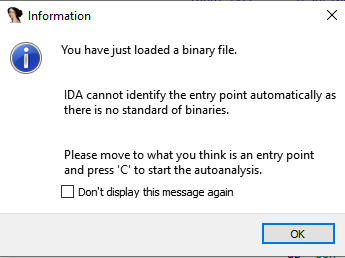 Information
You have just loaded a binary file.
IDA cannot identify the entry point automatically as
there is no standard of binaries.
Please move to what you think is an entry point
and press 'C' to start the autoanalysis.
Don't display this message again
OK